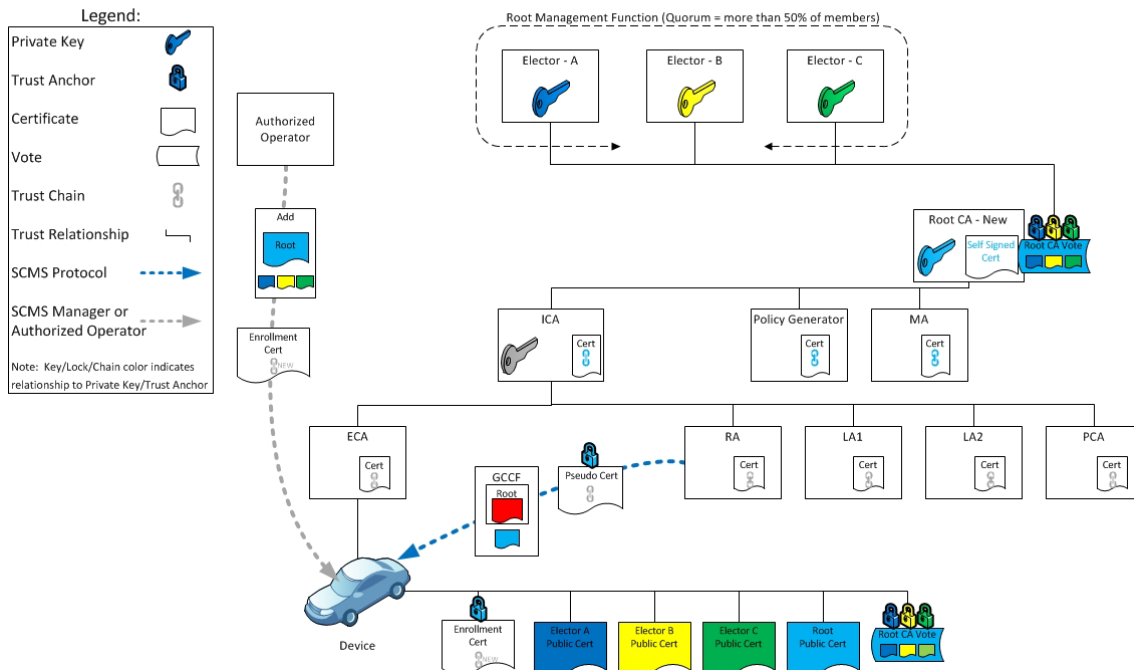 Legend:
Private Key
Trust Anchor
Certificate
Vote
Trust Chain
Trust Relationship
SCMS Protocol
SCMS Manager or
Authorized Operator
Note: Key/Lock/Chain color indicates
relationship to Private Key/Trust Anchor
Root Management Function (Quorum = more than 50% of members)
Elector - A
Elector - B
Elector - C
Authorized
Operator
Add
Root
Enrollment
Cert
NEW
Root CA - New
Self Signed
Cert
Root CA Vote
ICA
Cert
Policy Generator
Cert
MA
Cert
ECA
Cert
RA
Cert
LA1
Cert
LA2
Cert
PCA
Cert
GCCF
Root
Pseudo Cert
Device
Enrollment
Cert
NEW
Elector A
Public Cert
Elector B
Public Cert
Elector C
Public Cert
Root
Public Cert
Root CA Vote